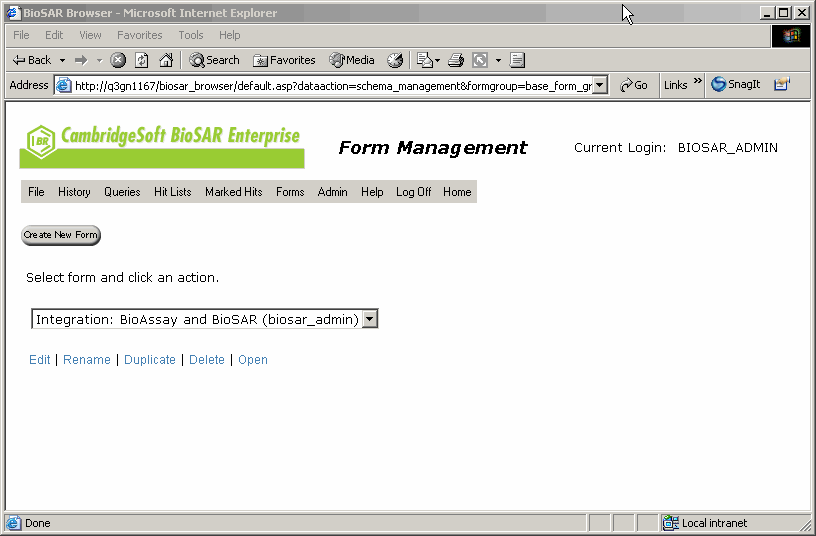 BioSAR Browser - Microsoft Internet Explorer
File Edit View Favorites Tools Help
Back Search Favorites Media
Address http://q3gn1167/biosar_browser/default.asp?dataaction=schema_management&formgroup=base_form_gr Go Links » SnagIt
LBR CambridgeSoft BioSAR Enterprise Form Management Current Login: BIOSAR_ADMIN
File History Queries Hit Lists Marked Hits Forms Admin Help Log Off Home
Create New Form
Select form and click an action.
Integration: BioAssay and BioSAR (biosar_admin)
Edit | Rename | Duplicate | Delete | Open
Done Local intranet